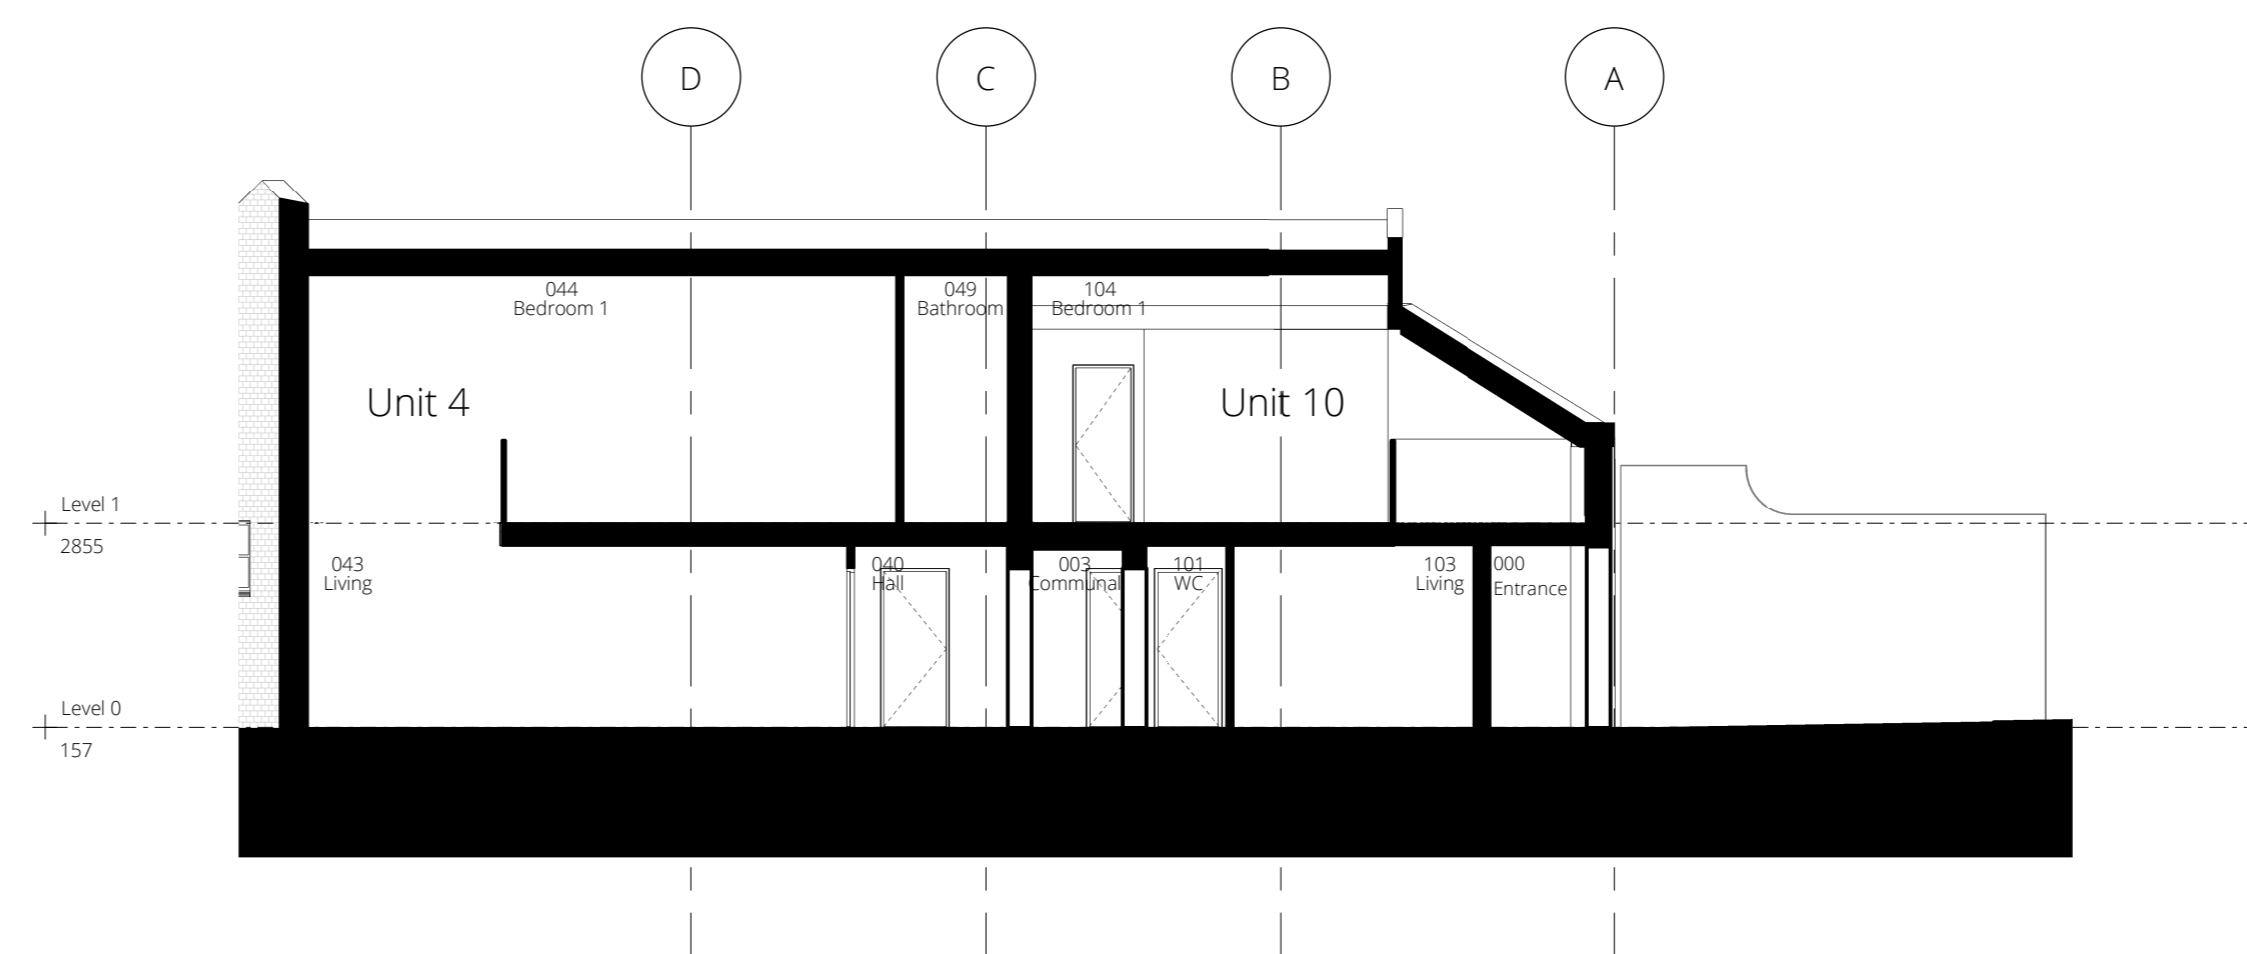 D
C
B
A
044
Bedroom 1
049
Bathroom
104
Bedroom 1
Unit 4
Unit 10
Level 1
2855
043
Living
040
Hall
003
Communal
101
WC
103
Living
000
Entrance
Level 0
157